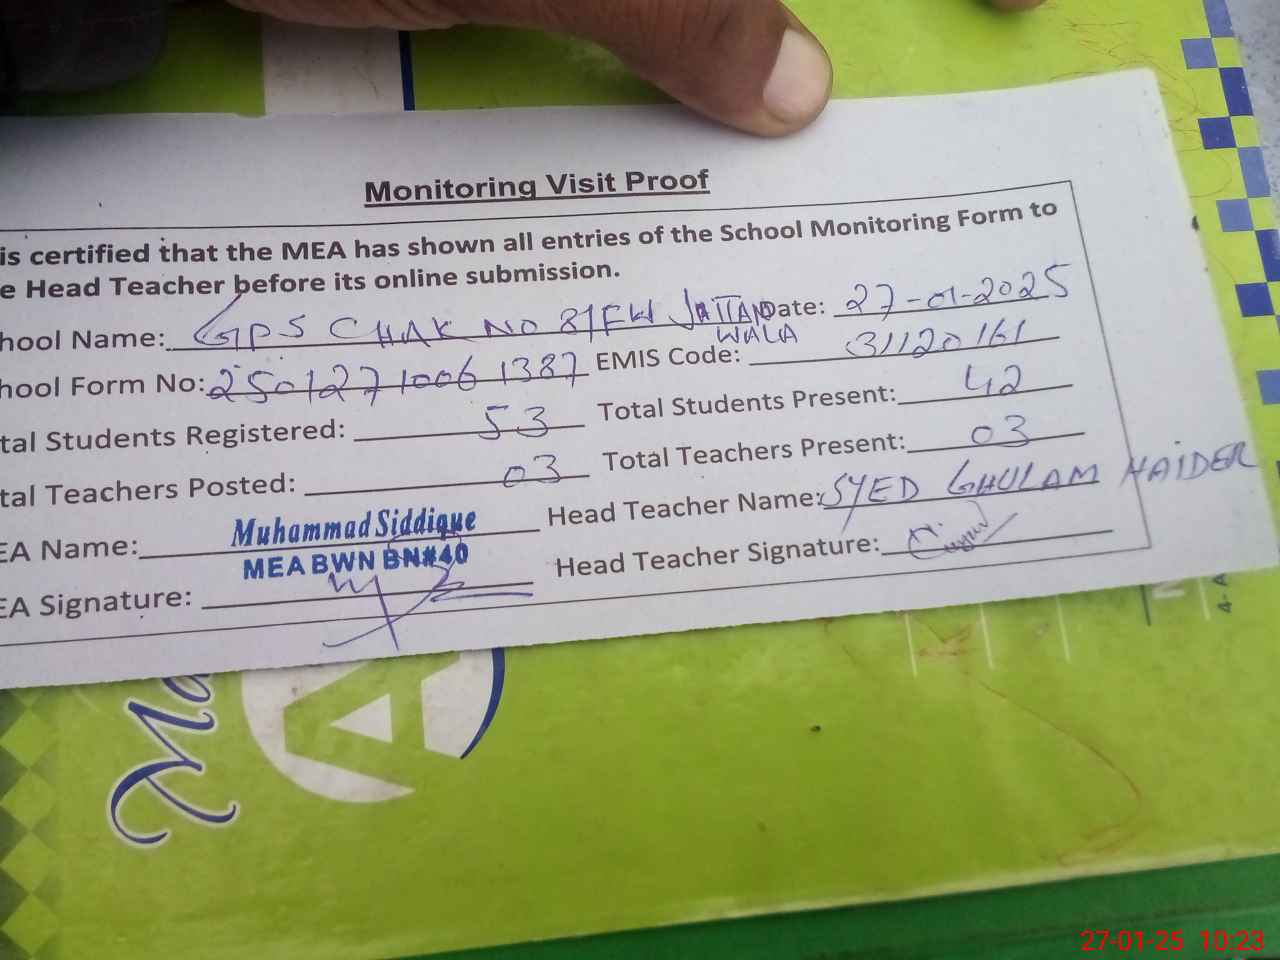 Monitoring Visit Proof
is certified that the MEA has shown all entries of the School Monitoring Form to
e Head Teacher before its online submission.
hool Name: GPS CHAK NO 81FW JATTAN WALA Date: 27-01-2025
hool Form No: 25012710061387 EMIS Code: 31120161
tal Students Registered: 53 Total Students Present: 42
tal Teachers Posted: 03 Total Teachers Present: 03
EA Name: Muhammad Siddique Head Teacher Name: SYED GHULAM HAIDER
MEA BWN BN#40
EA Signature: Head Teacher Signature:
Ma
A
4-A
27-01-25 10:23